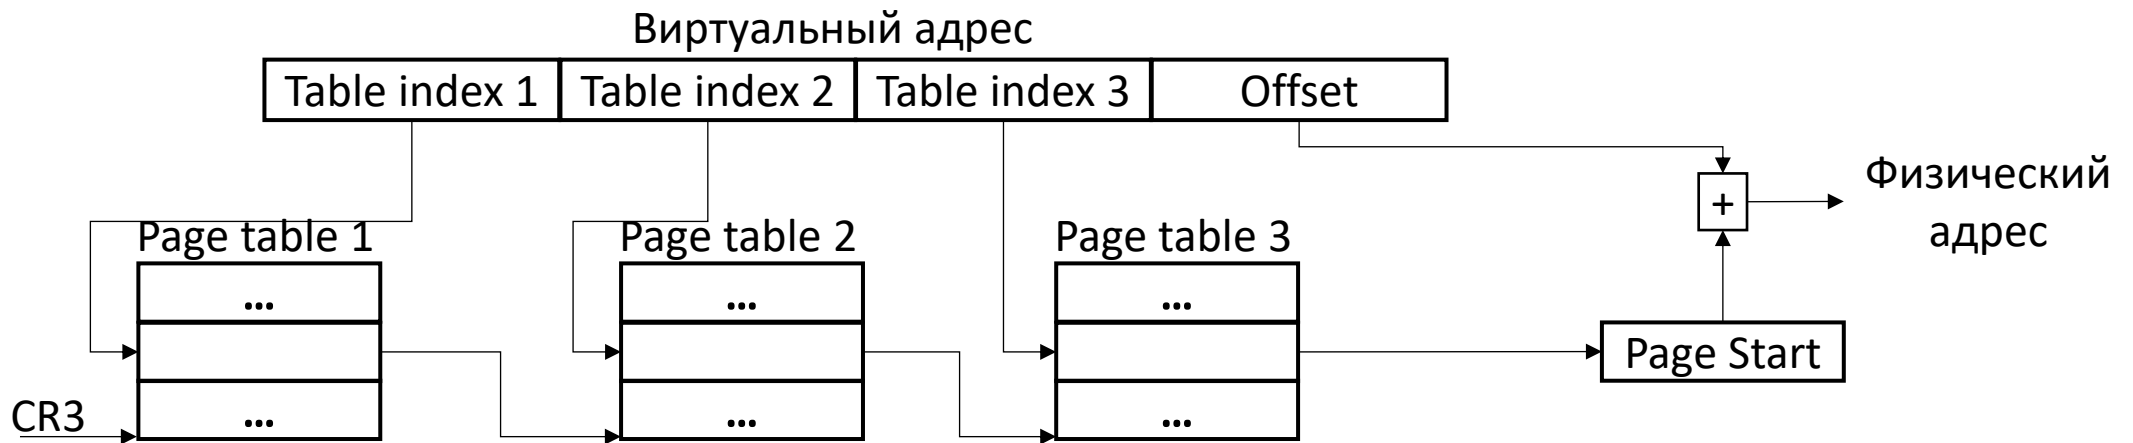 Виртуальный адрес
Table index 1 Table index 2 Table index 3 Offset
Физический
адрес
+
Page table 1 Page table 2 Page table 3
... ... ...
Page Start
CR3
... ... ...